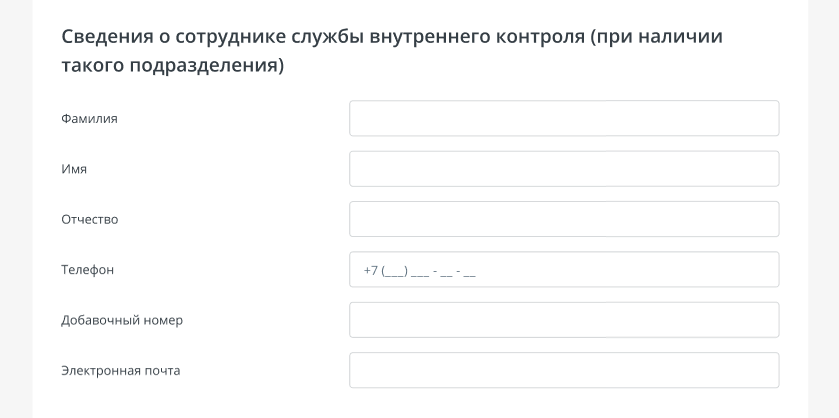 Сведения о сотруднике службы внутреннего контроля (при наличии
такого подразделения)
Фамилия
Имя
Отчество
Телефон
+7 (___) ___ - __ - __
Добавочный номер
Электронная почта